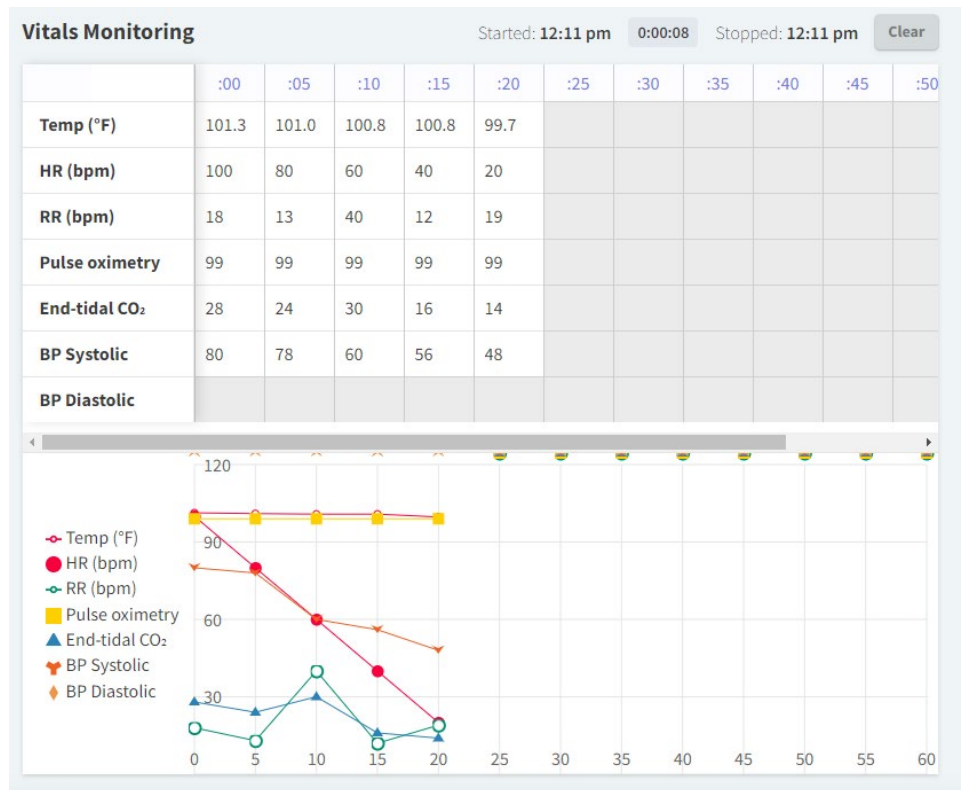 Vitals Monitoring Started: 12:11 pm 0:00:08 Stopped: 12:11 pm Clear
:00 :05 :10 :15 :20 :25 :30 :35 :40 :45 :50
Temp (°F) 101.3 101.0 100.8 100.8 99.7
HR (bpm) 100 80 60 40 20
RR (bpm) 18 13 40 12 19
Pulse oximetry 99 99 99 99 99
End-tidal CO₂ 28 24 30 16 14
BP Systolic 80 78 60 56 48
BP Diastolic
120
90
60
30
Temp (°F)
HR (bpm)
RR (bpm)
Pulse oximetry
End-tidal CO₂
BP Systolic
BP Diastolic
0 5 10 15 20 25 30 35 40 45 50 55 60